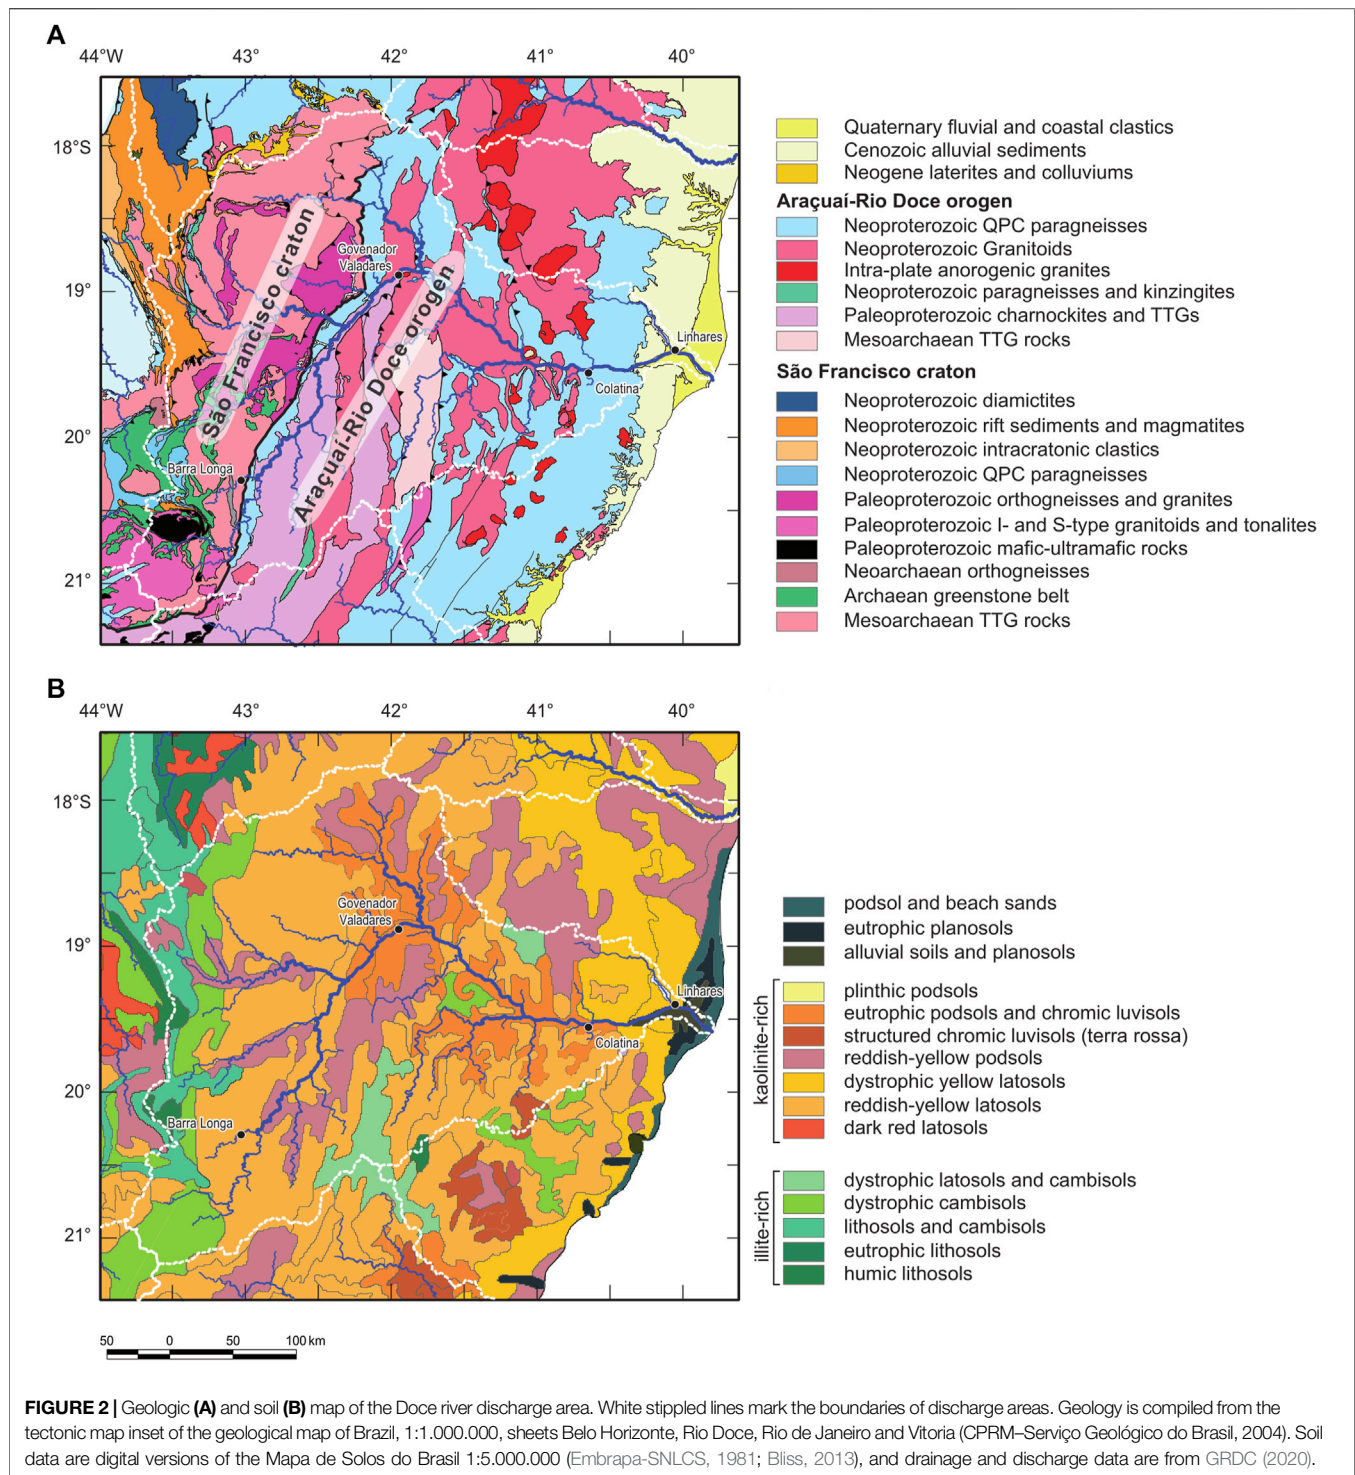 A
44°W 43° 42° 41° 40°
18°S
19°
20°
21°
Govenador
Valadares
São Francisco craton
Araçuaí-Rio Doce orogen
Linhares
Colatina
Barra Longa
Quaternary fluvial and coastal clastics
Cenozoic alluvial sediments
Neogene laterites and colluviums
Araçuaí-Rio Doce orogen
Neoproterozoic QPC paragneisses
Neoproterozoic Granitoids
Intra-plate anorogenic granites
Neoproterozoic paragneisses and kinzingites
Paleoproterozoic charnockites and TTGs
Mesoarchaean TTG rocks
São Francisco craton
Neoproterozoic diamictites
Neoproterozoic rift sediments and magmatites
Neoproterozoic intracratonic clastics
Neoproterozoic QPC paragneisses
Paleoproterozoic orthogneisses and granites
Paleoproterozoic I- and S-type granitoids and tonalites
Paleoproterozoic mafic-ultramafic rocks
Neoarchaean orthogneisses
Archaean greenstone belt
Mesoarchaean TTG rocks
B
44°W 43° 42° 41° 40°
18°S
19°
20°
21°
Govenador
Valadares
Linhares
Colatina
Barra Longa
podsol and beach sands
eutrophic planosols
alluvial soils and planosols
kaolinite-rich
plinthic podsols
eutrophic podsols and chromic luvisols
structured chromic luvisols (terra rossa)
reddish-yellow podsols
dystrophic yellow latosols
reddish-yellow latosols
dark red latosols
illite-rich
dystrophic latosols and cambisols
dystrophic cambisols
lithosols and cambisols
eutrophic lithosols
humic lithosols
50 0 50 100 km
FIGURE 2 | Geologic (A) and soil (B) map of the Doce river discharge area. White stippled lines mark the boundaries of discharge areas. Geology is compiled from the
tectonic map inset of the geological map of Brazil, 1:1.000.000, sheets Belo Horizonte, Rio Doce, Rio de Janeiro and Vitoria (CPRM–Serviço Geológico do Brasil, 2004). Soil
data are digital versions of the Mapa de Solos do Brasil 1:5.000.000 (Embrapa-SNLCS, 1981; Bliss, 2013), and drainage and discharge data are from GRDC (2020).